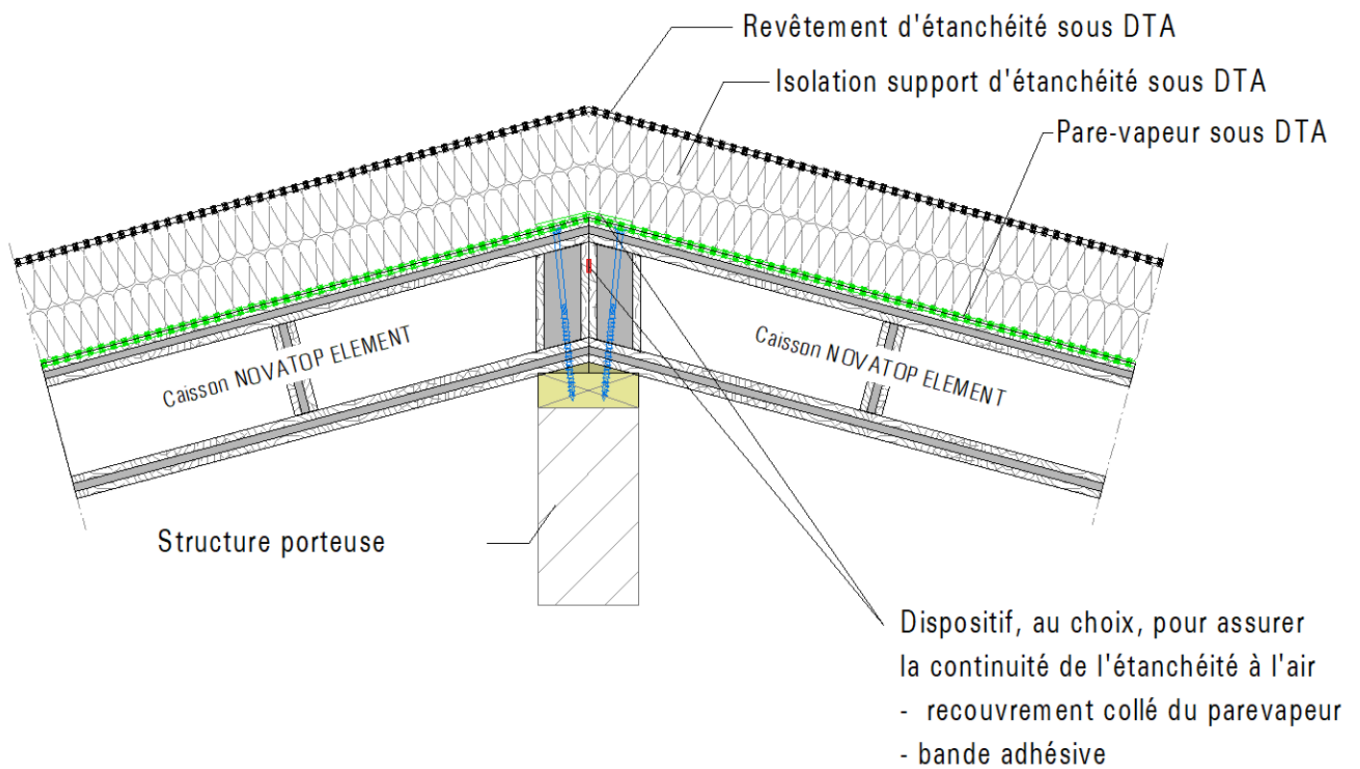 Revêtement d'étanchéité sous DTA
Isolation support d'étanchéité sous DTA
Pare-vapeur sous DTA
Caisson NOVATOP ELEMENT
Caisson NOVATOP ELEMENT
Structure porteuse
Dispositif, au choix, pour assurer
la continuité de l'étanchéité à l'air
- recouvrement collé du parevapeur
- bande adhésive